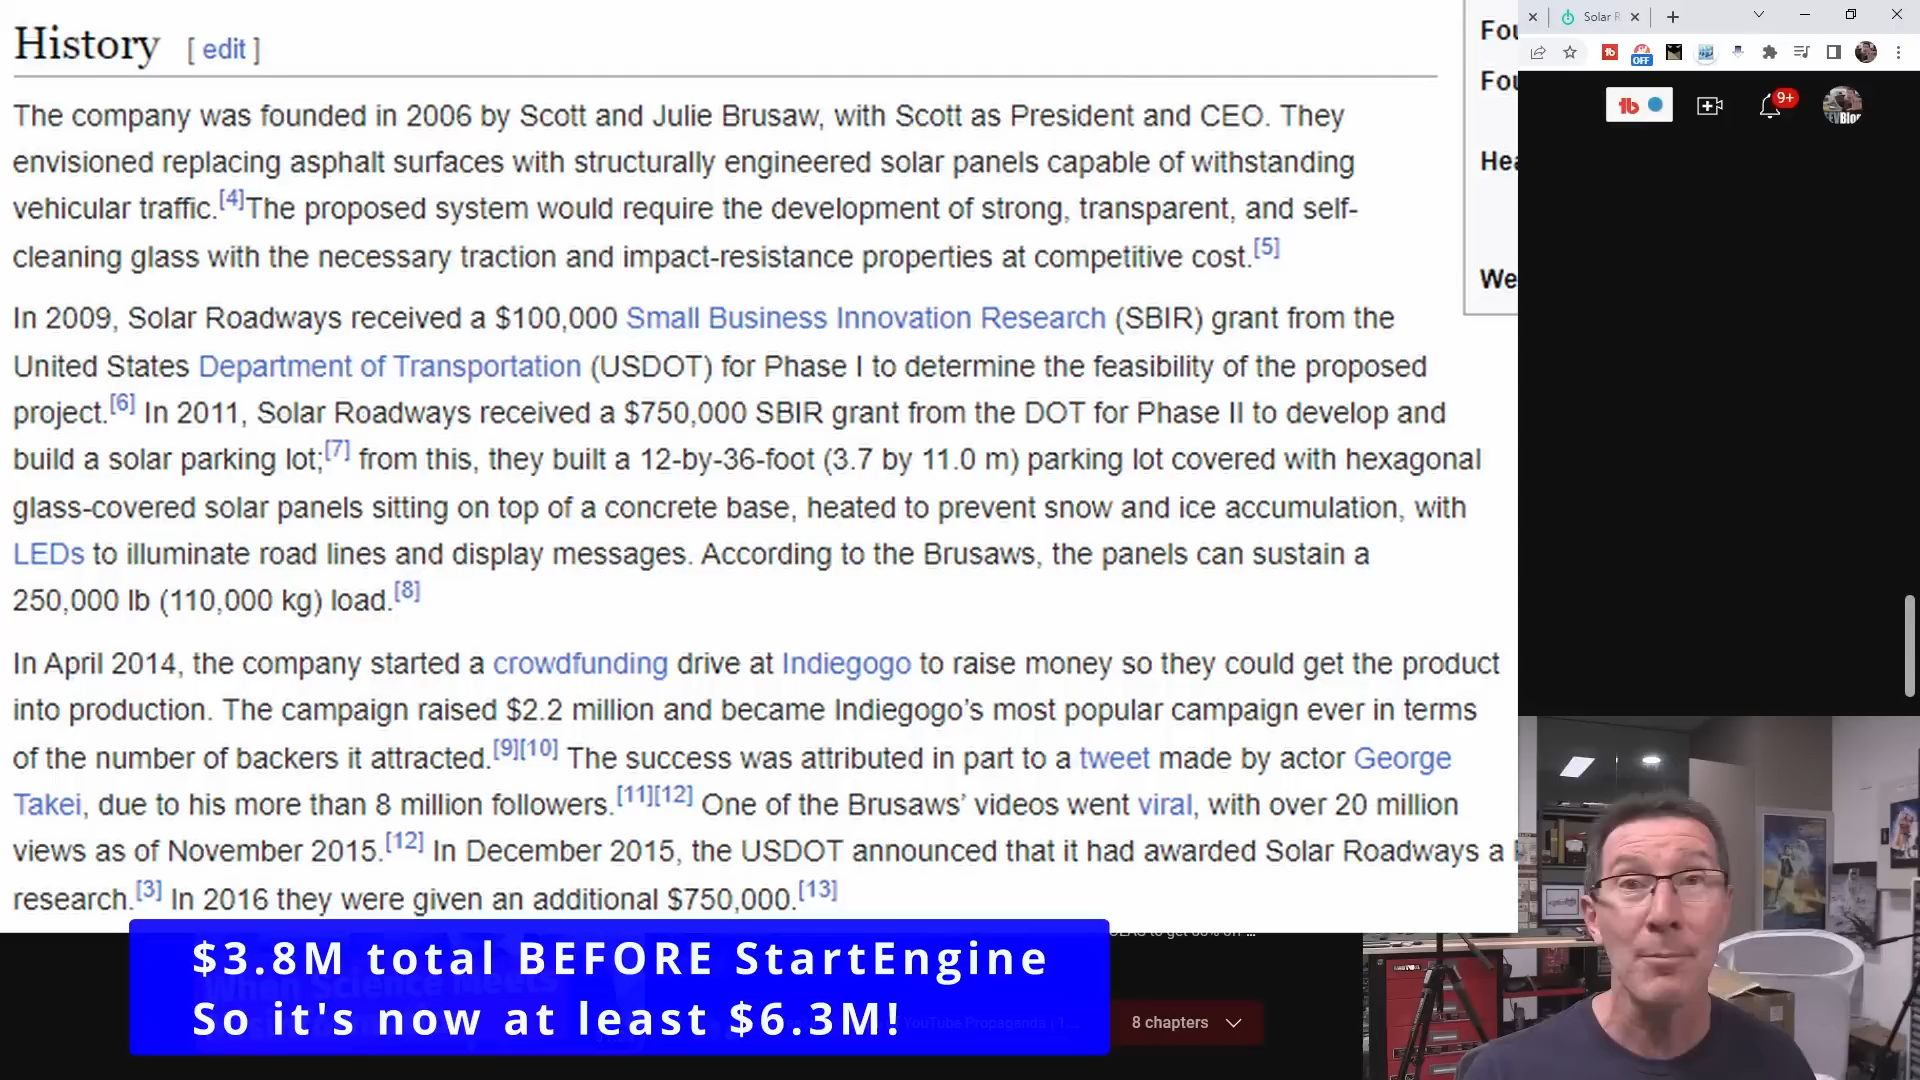 History [ edit ]
The company was founded in 2006 by Scott and Julie Brusaw, with Scott as President and CEO. They
envisioned replacing asphalt surfaces with structurally engineered solar panels capable of withstanding
vehicular traffic.[4]The proposed system would require the development of strong, transparent, and self-
cleaning glass with the necessary traction and impact-resistance properties at competitive cost.[5]
In 2009, Solar Roadways received a $100,000 Small Business Innovation Research (SBIR) grant from the
United States Department of Transportation (USDOT) for Phase I to determine the feasibility of the proposed
project.[6] In 2011, Solar Roadways received a $750,000 SBIR grant from the DOT for Phase II to develop and
build a solar parking lot;[7] from this, they built a 12-by-36-foot (3.7 by 11.0 m) parking lot covered with hexagonal
glass-covered solar panels sitting on top of a concrete base, heated to prevent snow and ice accumulation, with
LEDs to illuminate road lines and display messages. According to the Brusaws, the panels can sustain a
250,000 lb (110,000 kg) load.[8]
In April 2014, the company started a crowdfunding drive at Indiegogo to raise money so they could get the product
into production. The campaign raised $2.2 million and became Indiegogo's most popular campaign ever in terms
of the number of backers it attracted.[9][10] The success was attributed in part to a tweet made by actor George
Takei, due to his more than 8 million followers.[11][12] One of the Brusaws' videos went viral, with over 20 million
views as of November 2015.[12] In December 2015, the USDOT announced that it had awarded Solar Roadways a
research.[3] In 2016 they were given an additional $750,000.[13]
Fou
Fou
Hea
We
Solar R
OFF
tb
9+
$3.8M total BEFORE StartEngine
So it's now at least $6.3M!
YouTube Propaganda | 1...
8 chapters